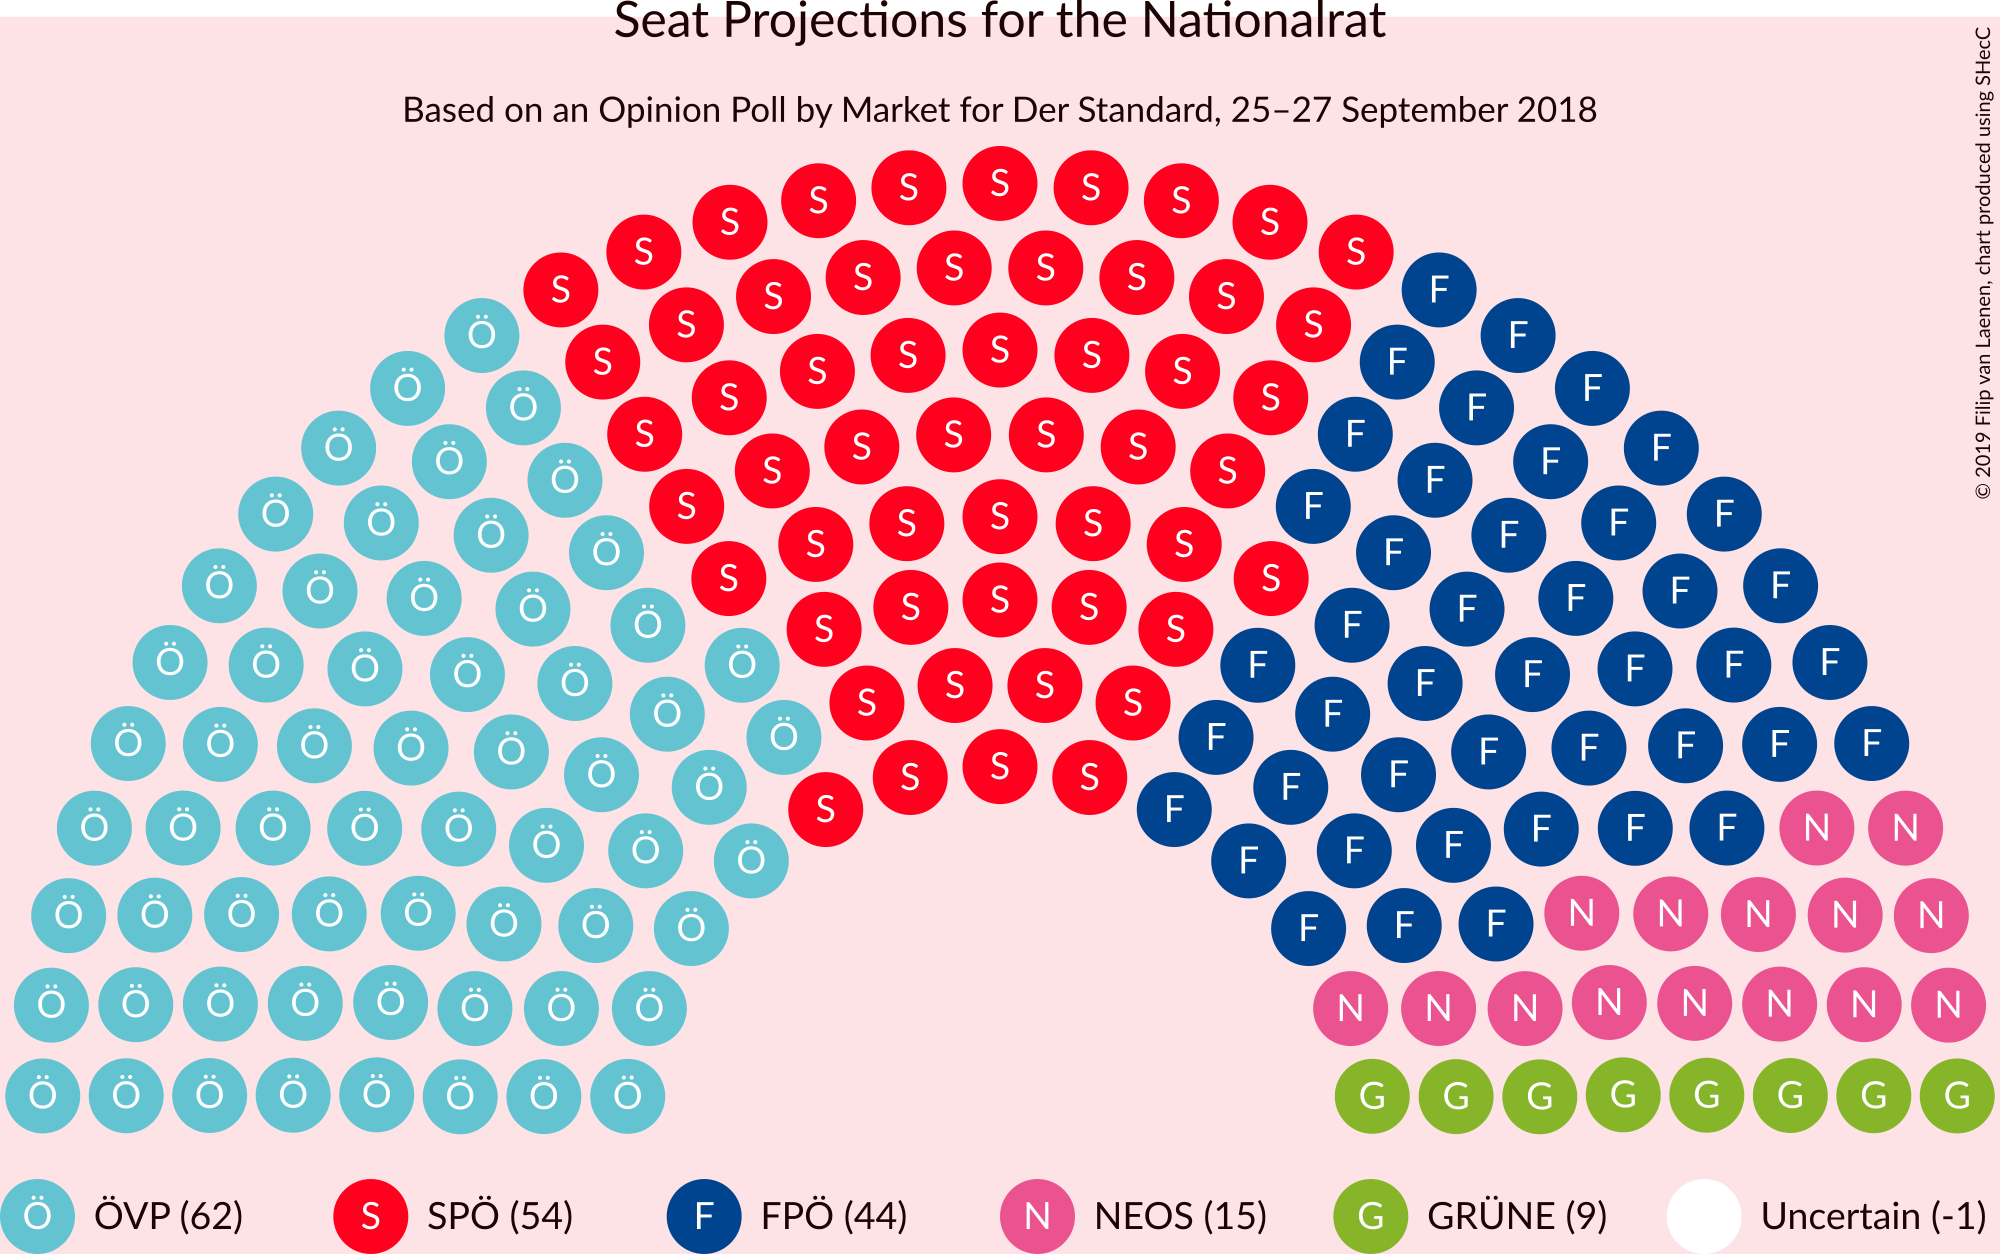 Seat Projections for the Nationalrat
Based on an Opinion Poll by Market for Der Standard, 25–27 September 2018
© 2019 Filip van Laenen, chart produced using SHecC
S S S S S S S S S S F
Ö S S S S S S S S F F
Ö Ö S S S S S S S F F F
Ö Ö Ö S S S S S S F F F F
Ö Ö Ö Ö S S S S S S F F F F F
Ö Ö Ö Ö Ö S S S S S F F F F F
Ö Ö Ö Ö Ö Ö Ö S S S S F F F F F F F
Ö Ö Ö Ö Ö Ö Ö Ö S S S F F F F F F F F
Ö Ö Ö Ö Ö Ö Ö Ö S F F F F F F F N N
Ö Ö Ö Ö Ö Ö Ö Ö F F F N N N N N
Ö Ö Ö Ö Ö Ö Ö Ö N N N N N N N N
Ö Ö Ö Ö Ö Ö Ö Ö G G G G G G G G
Ö ÖVP (62) S SPÖ (54) F FPÖ (44) N NEOS (15) G GRÜNE (9) Uncertain (-1)